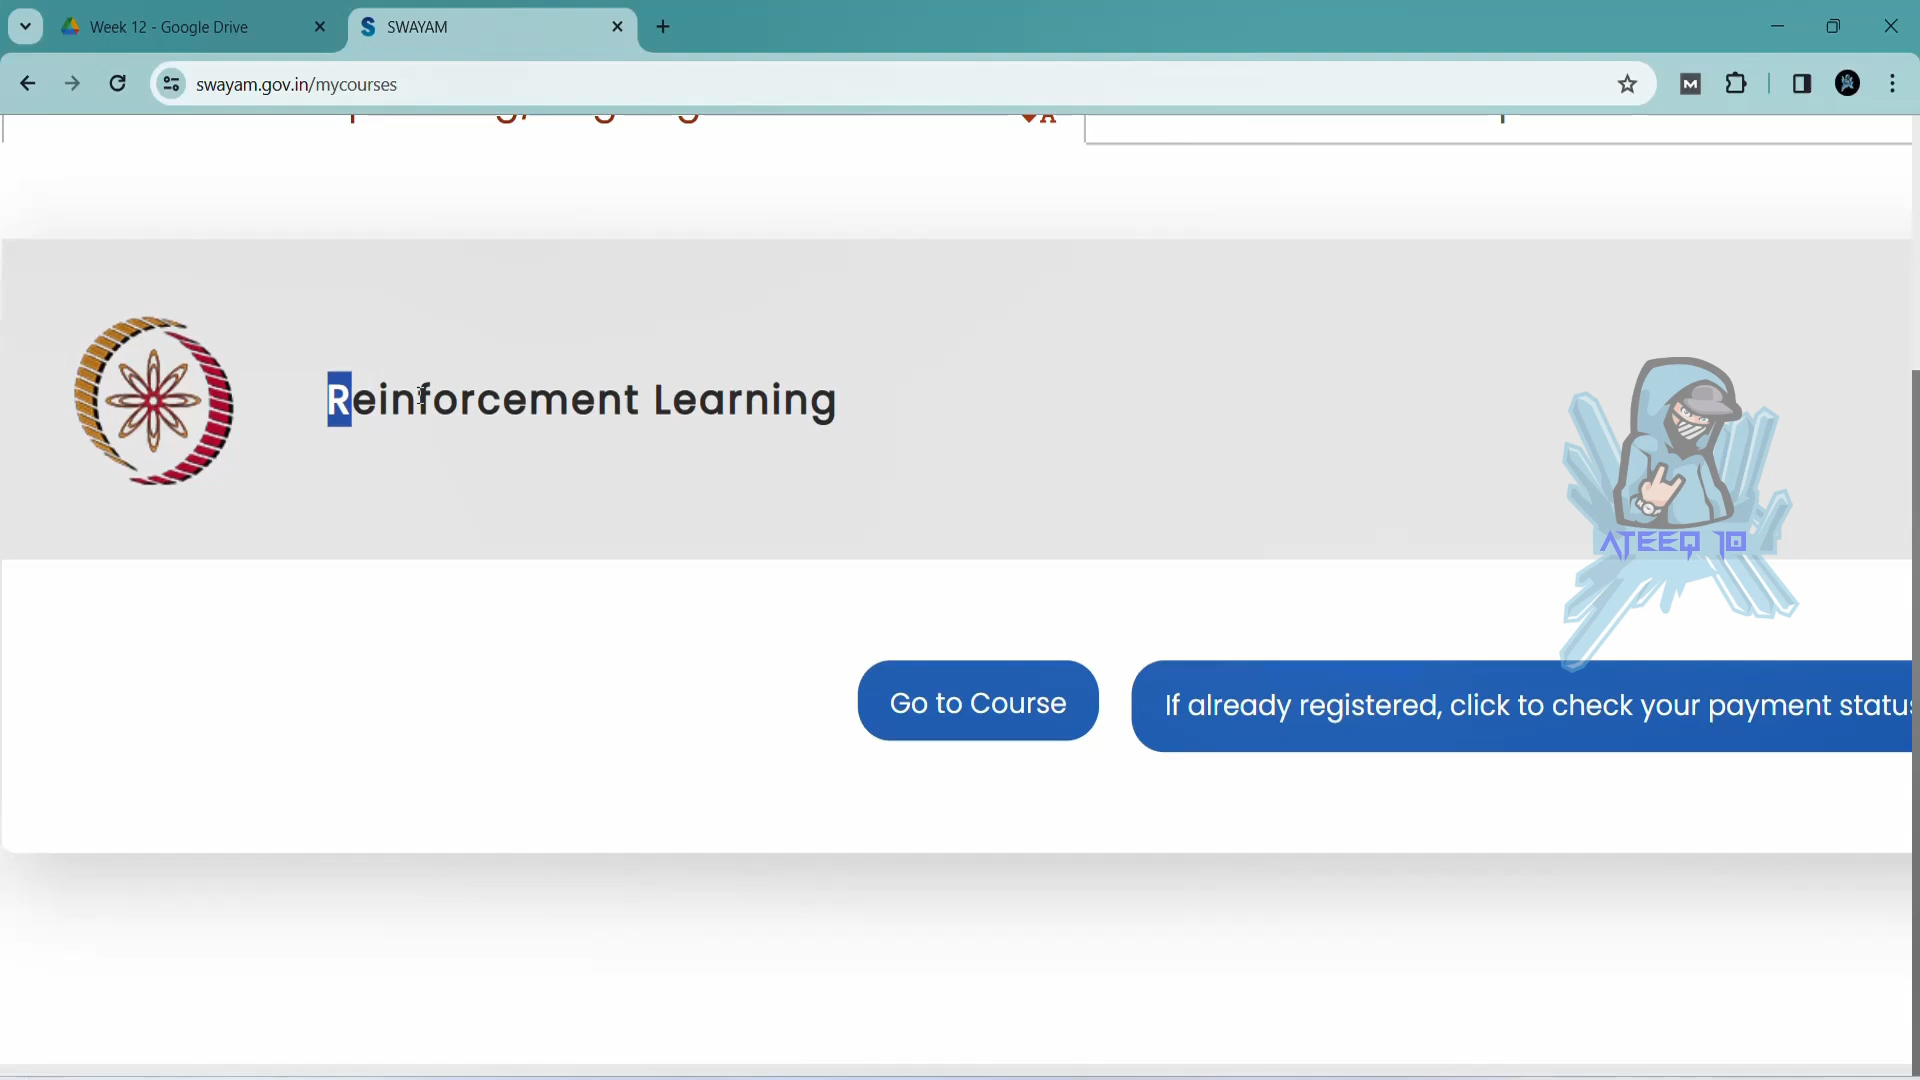 Week 12 - Google Drive
SWAYAM
swayam.gov.in/mycourses
Reinforcement Learning
ATEEQ 10
Go to Course
If already registered, click to check your payment status